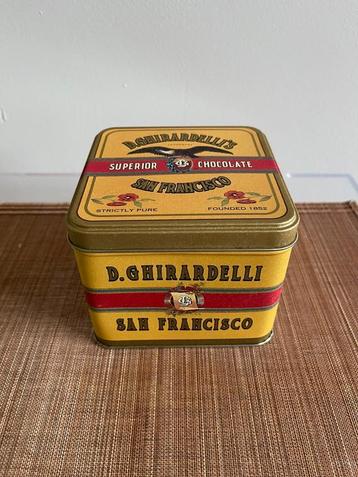 D.GHIRARDELLI'S
SUPERIOR CHOCOLATE
SAN FRANCISCO
STRICTLY PURE FOUNDED 1852
D.GHIRARDELLI
SAN FRANCISCO